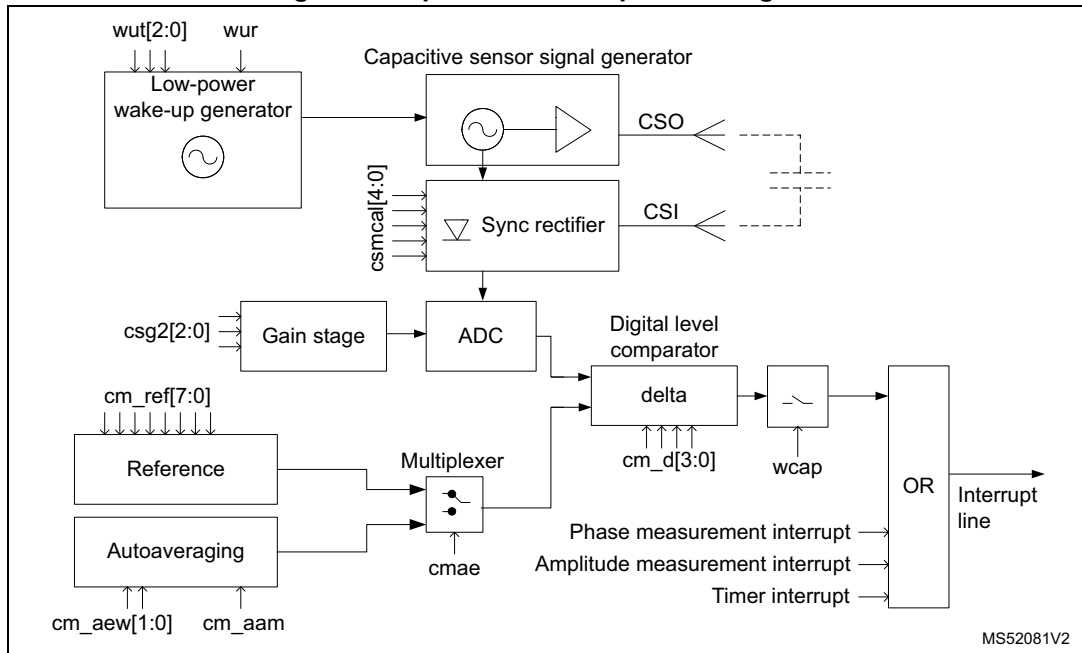 wut[2:0]
wur
Capacitive sensor signal generator
Low-power
wake-up generator
CSO
csmcal[4:0]
Sync rectifier
CSI
csg2[2:0]
Gain stage
ADC
Digital level
comparator
delta
cm_d[3:0]
wcap
cm_ref[7:0]
Reference
Multiplexer
cmae
Autoaveraging
cm_aew[1:0]
cm_aam
OR
Interrupt
line
Phase measurement interrupt
Amplitude measurement interrupt
Timer interrupt
MS52081V2